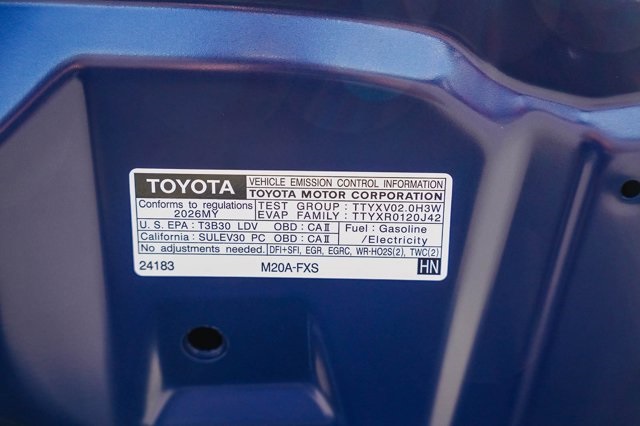 TOYOTA VEHICLE EMISSION CONTROL INFORMATION
TOYOTA MOTOR CORPORATION
Conforms to regulations TEST GROUP : TTYXV02.0H3W
2026MY EVAP FAMILY : TTYXR0120J42
U. S. EPA : T3B30 LDV OBD : CAⅡ Fuel : Gasoline
California : SULEV30 PC OBD : CAⅡ /Electricity
No adjustments needed. DFI+SFI, EGR, EGRC, WR-HO2S(2), TWC(2)
24183 M20A-FXS HN